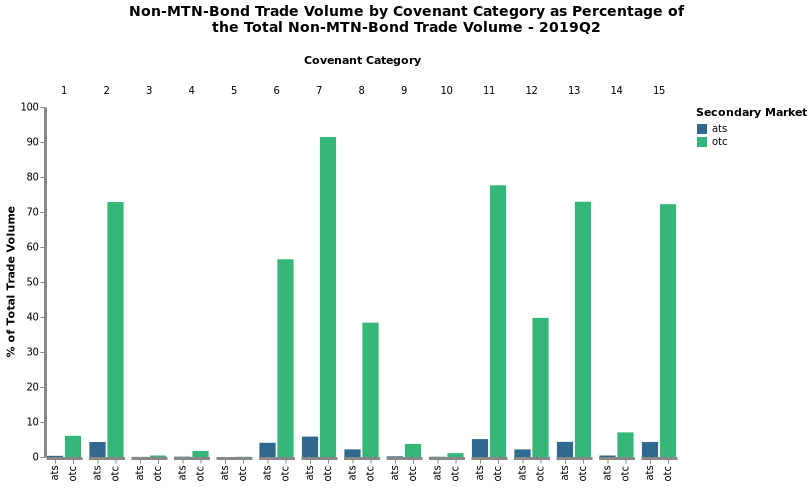 Non-MTN-Bond Trade Volume by Covenant Category as Percentage of
the Total Non-MTN-Bond Trade Volume - 2019Q2
Covenant Category
1 2 3 4 5 6 7 8 9 10 11 12 13 14 15
Secondary Market
ats
otc
% of Total Trade Volume
100
90
80
70
60
50
40
30
20
10
0
ats otc ats otc ats otc ats otc ats otc ats otc ats otc ats otc ats otc ats otc ats otc ats otc ats otc ats otc ats otc